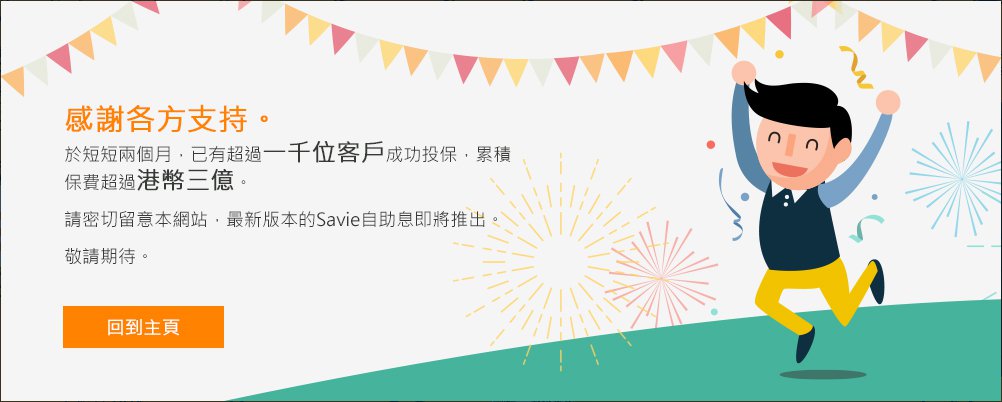 感謝各方支持。
於短短兩個月，已有超過一千位客戶成功投保，累積
保費超過港幣三億。
請密切留意本網站，最新版本的Savie自助息即將推出。
敬請期待。
回到主頁